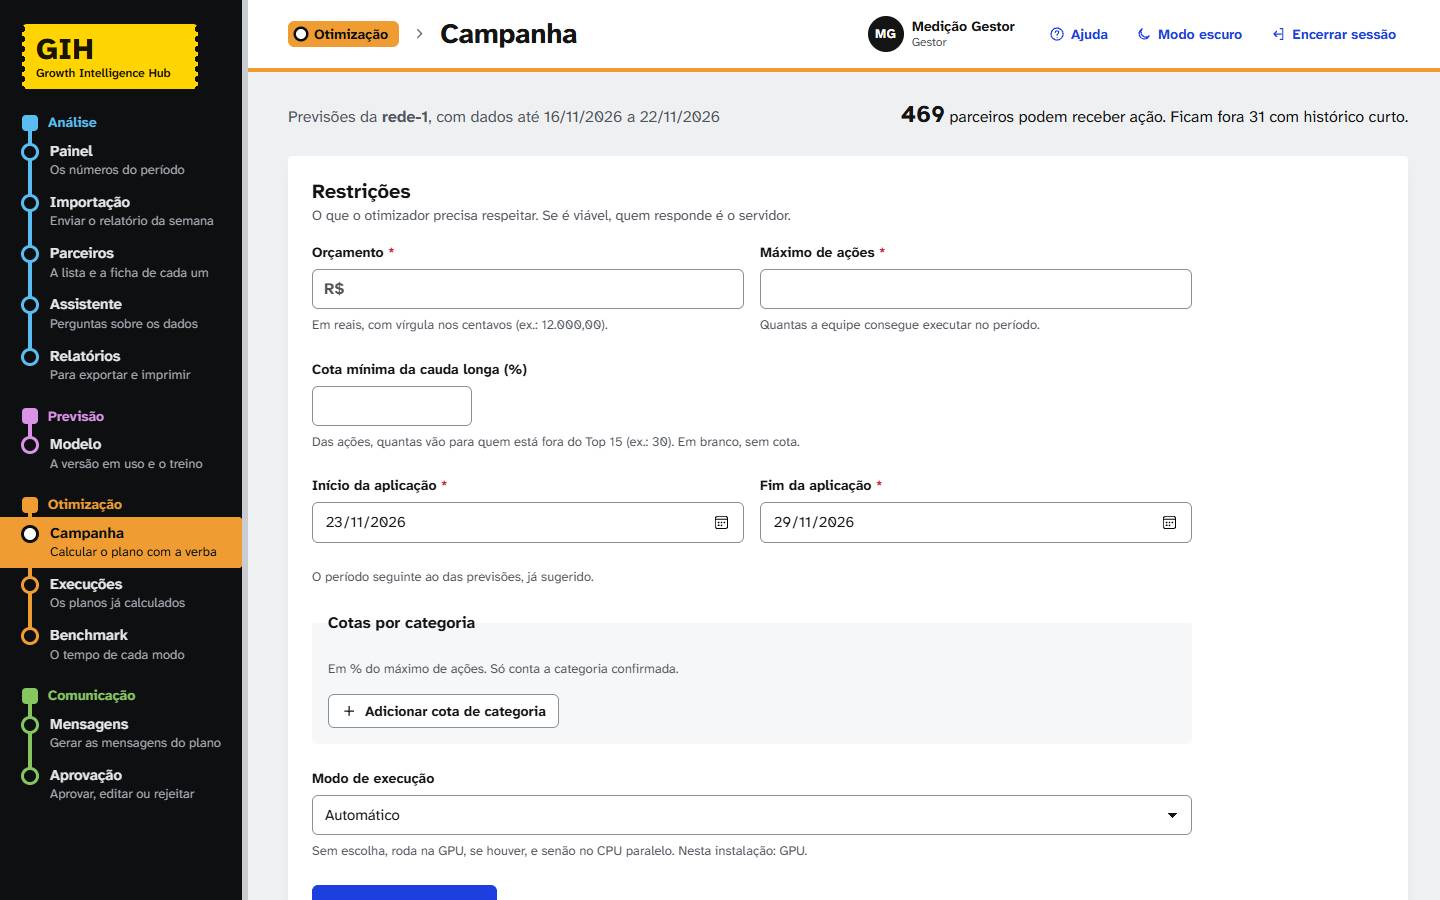 GIH
Growth Intelligence Hub
Análise
Painel
Os números do período
Importação
Enviar o relatório da semana
Parceiros
A lista e a ficha de cada um
Assistente
Perguntas sobre os dados
Relatórios
Para exportar e imprimir
Previsão
Modelo
A versão em uso e o treino
Otimização
Campanha
Calcular o plano com a verba
Execuções
Os planos já calculados
Benchmark
O tempo de cada modo
Comunicação
Mensagens
Gerar as mensagens do plano
Aprovação
Aprovar, editar ou rejeitar
Otimização > Campanha
MG Medição Gestor
Gestor
Ajuda
Modo escuro
Encerrar sessão
Previsões da rede-1, com dados até 16/11/2026 a 22/11/2026
469 parceiros podem receber ação. Ficam fora 31 com histórico curto.
Restrições
O que o otimizador precisa respeitar. Se é viável, quem responde é o servidor.
Orçamento *
R$
Em reais, com vírgula nos centavos (ex.: 12.000,00).
Máximo de ações *
Quantas a equipe consegue executar no período.
Cota mínima da cauda longa (%)
Das ações, quantas vão para quem está fora do Top 15 (ex.: 30). Em branco, sem cota.
Início da aplicação *
23/11/2026
Fim da aplicação *
29/11/2026
O período seguinte ao das previsões, já sugerido.
Cotas por categoria
Em % do máximo de ações. Só conta a categoria confirmada.
+ Adicionar cota de categoria
Modo de execução
Automático
Sem escolha, roda na GPU, se houver, e senão no CPU paralelo. Nesta instalação: GPU.